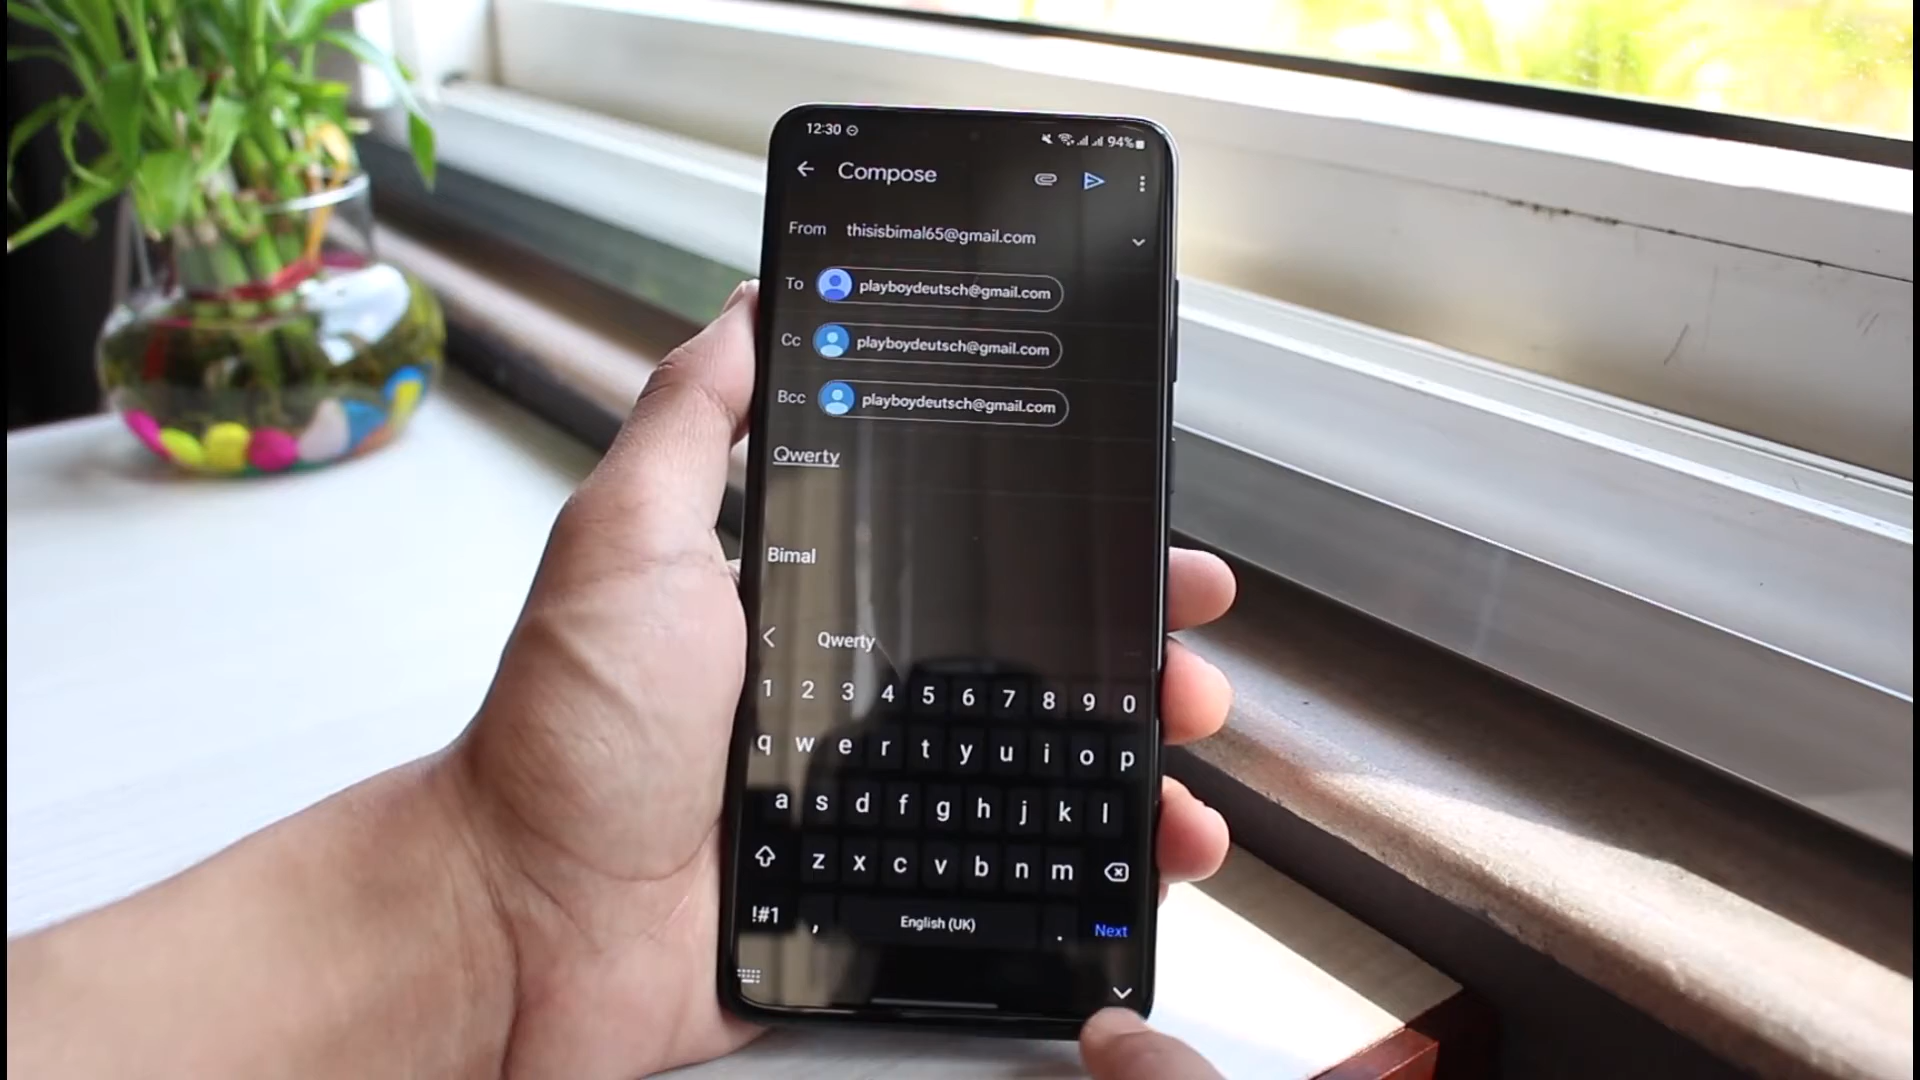 12:30 94%
Compose
From thisisbimal65@gmail.com
To playboydeutsch@gmail.com
Cc playboydeutsch@gmail.com
Bcc playboydeutsch@gmail.com
Qwerty
Bimal
Qwerty
1 2 3 4 5 6 7 8 9 0
q w e r t y u i o p
a s d f g h j k l
z x c v b n m
!#1 , English (UK) . Next